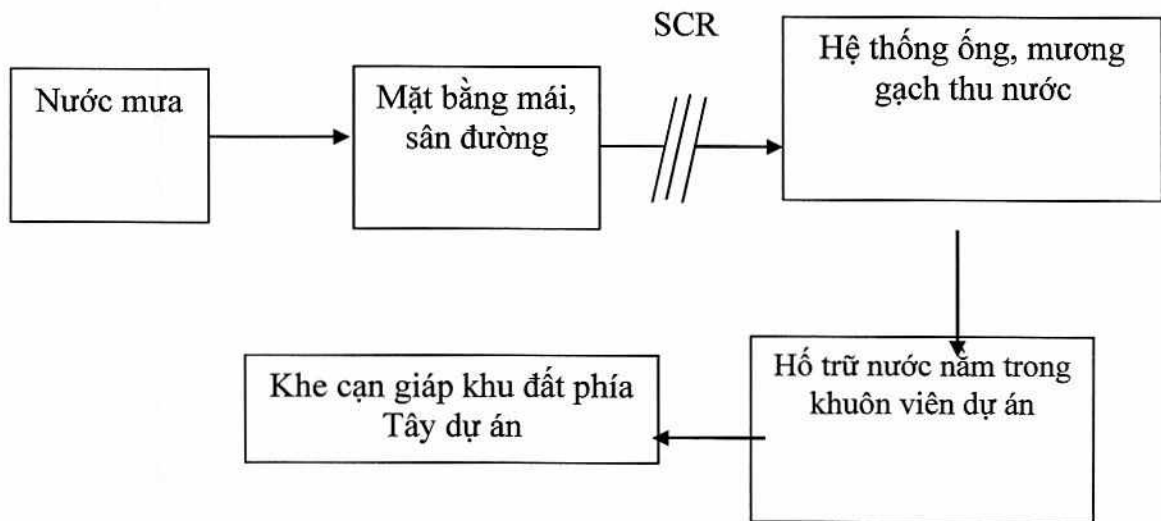 Nước mưa
Mặt bằng mái,
sân đường
SCR
Hệ thống ống, mương
gạch thu nước
Hố trữ nước nằm trong
khuôn viên dự án
Khe cạn giáp khu đất phía
Tây dự án